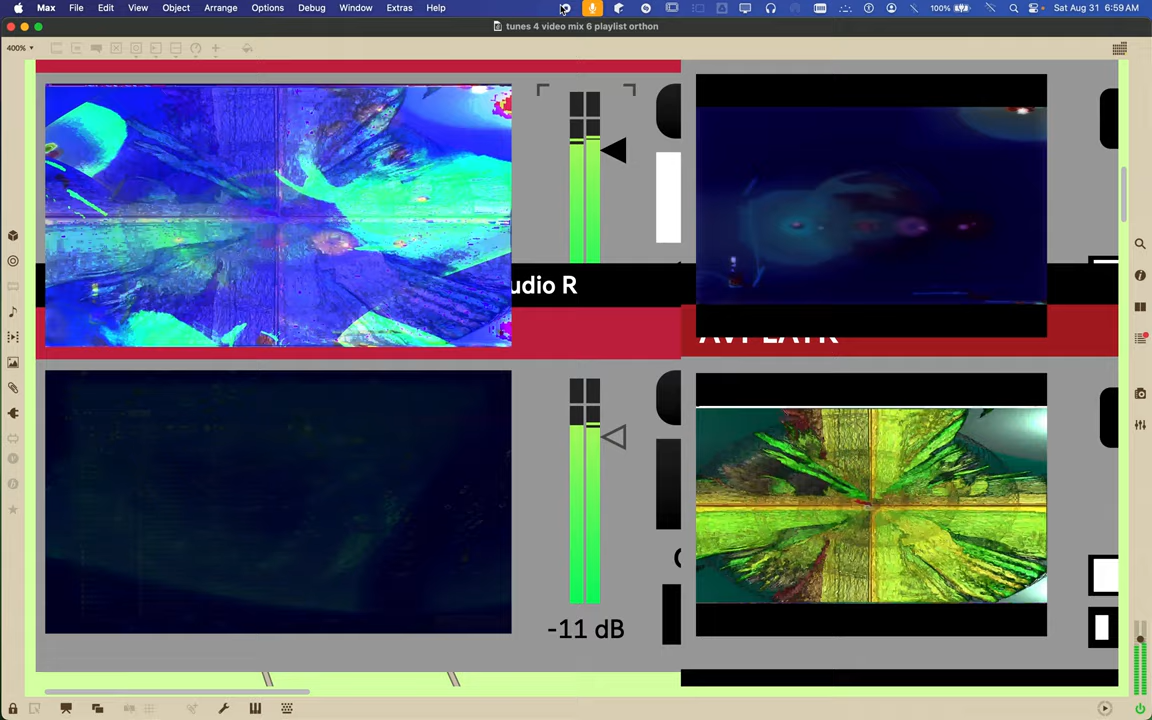 Max File Edit View Object Arrange Options Debug Window Extras Help 100% Sat Aug 31 6:59 AM
tunes 4 video mix 6 playlist orthon
400%
udio R
-11 dB